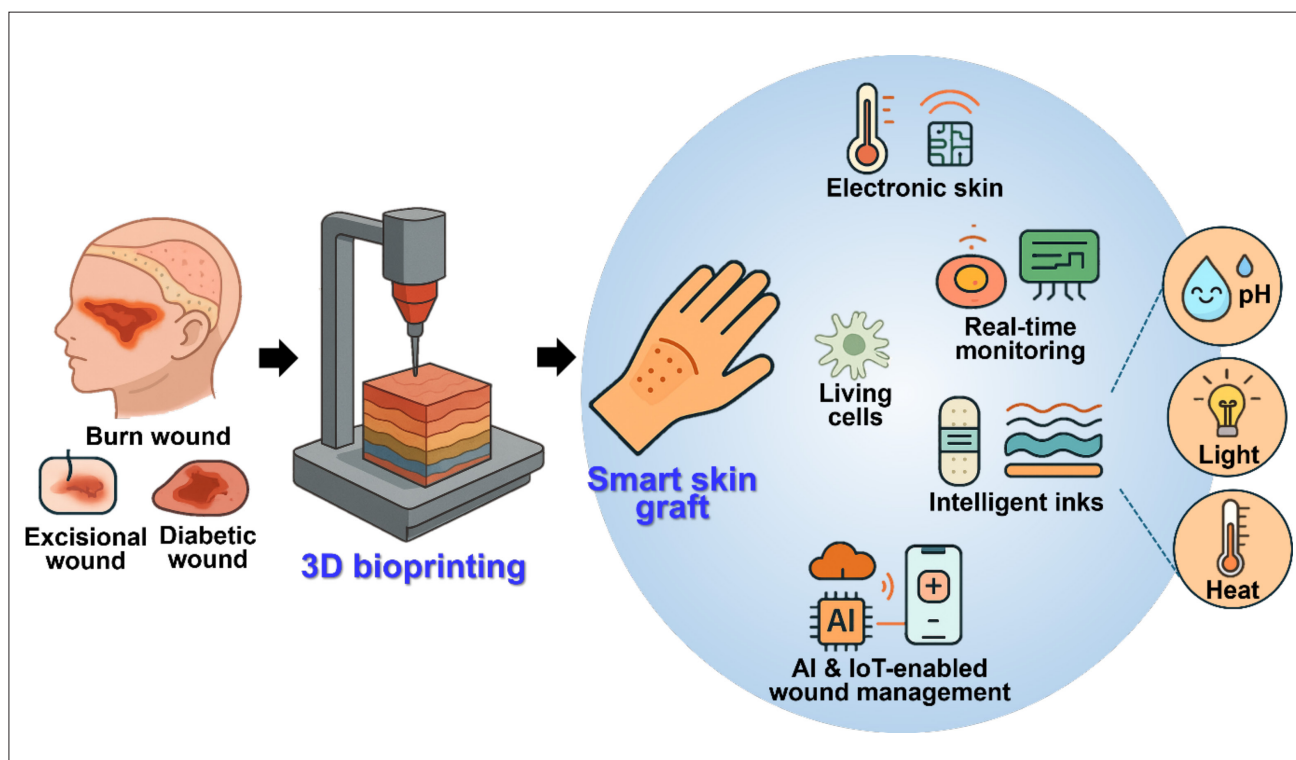 Burn wound
Excisional
wound
Diabetic
wound
3D bioprinting
Smart skin
graft
Electronic skin
Real-time
monitoring
Living
cells
Intelligent inks
AI
AI & IoT-enabled
wound management
pH
Light
Heat